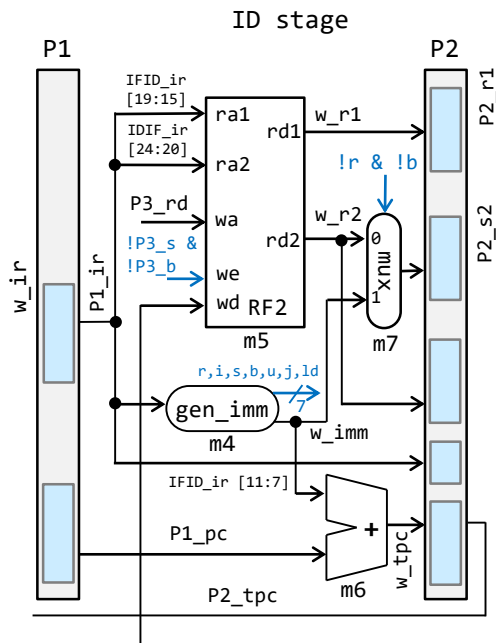 ID stage
P1
P2
IFID_ir
[19:15]
IDIF_ir
[24:20]
ra1
ra2
rd1
w_r1
P2_r1
!r & !b
P3_rd
wa
w_r2
rd2
!P3_s &
!P3_b
we
wd
RF2
m5
0
mux
1
m7
P2_s2
w_ir
P1_ir
r,i,s,b,u,j,ld
7
gen_imm
m4
w_imm
IFID_ir [11:7]
P1_pc
+
m6
w_tpc
P2_tpc